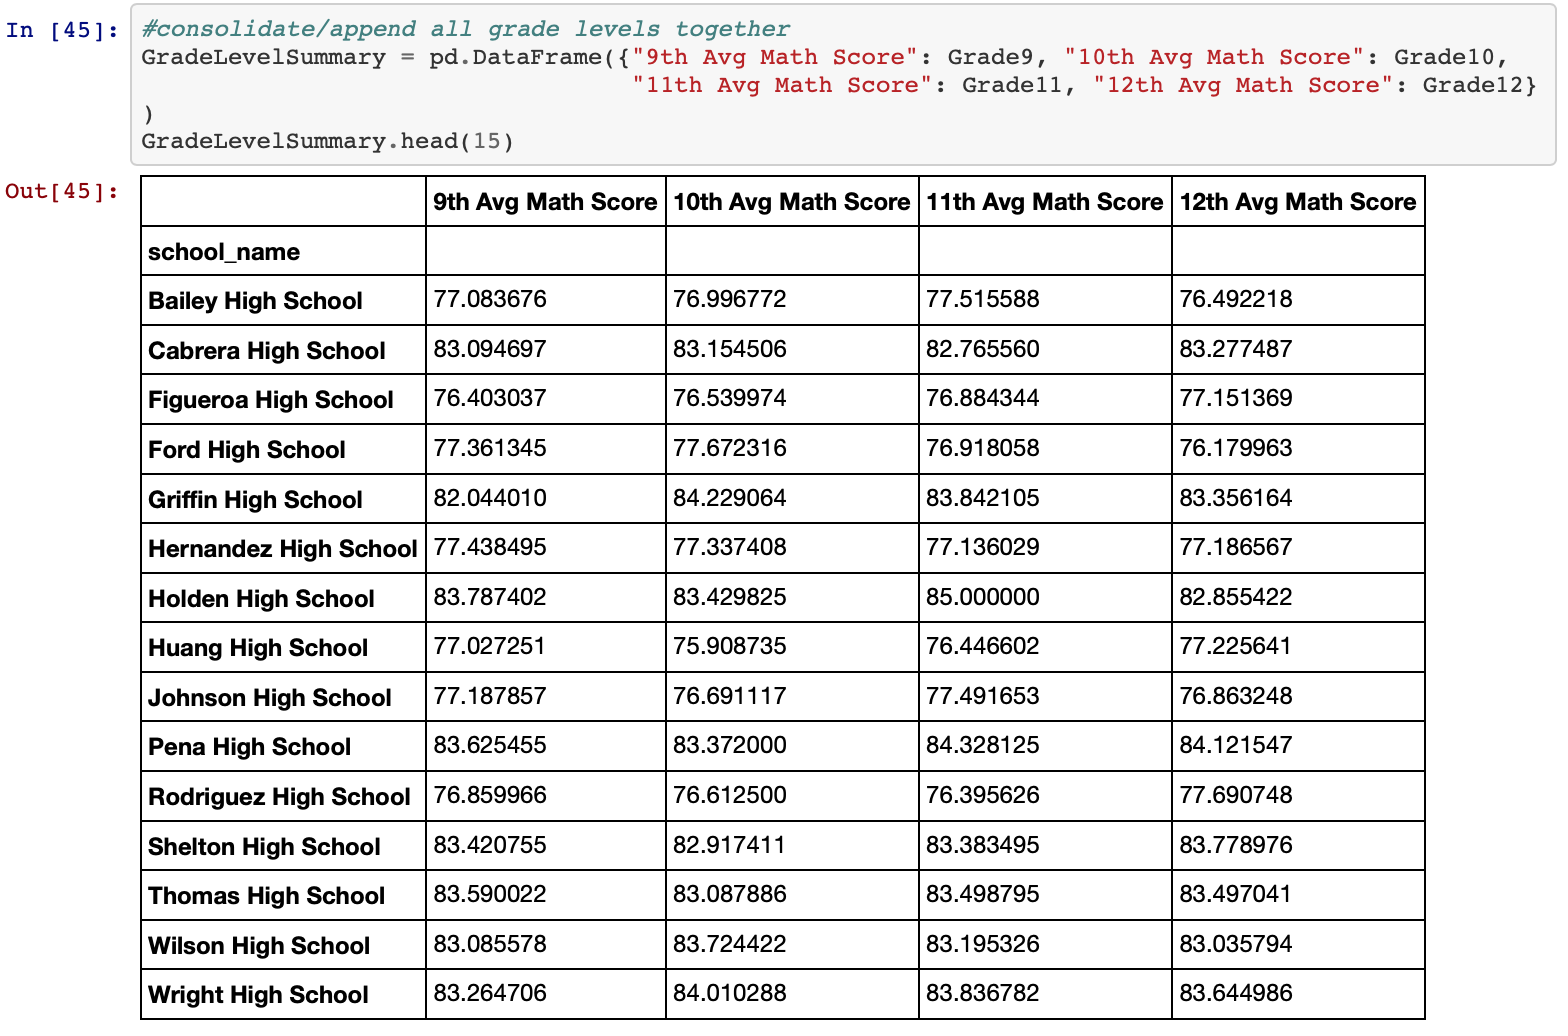 In [45]: #consolidate/append all grade levels together
GradeLevelSummary = pd.DataFrame({"9th Avg Math Score": Grade9, "10th Avg Math Score": Grade10,
"11th Avg Math Score": Grade11, "12th Avg Math Score": Grade12}
)
GradeLevelSummary.head(15)
Out[45]:
9th Avg Math Score 10th Avg Math Score 11th Avg Math Score 12th Avg Math Score
school_name
Bailey High School 77.083676 76.996772 77.515588 76.492218
Cabrera High School 83.094697 83.154506 82.765560 83.277487
Figueroa High School 76.403037 76.539974 76.884344 77.151369
Ford High School 77.361345 77.672316 76.918058 76.179963
Griffin High School 82.044010 84.229064 83.842105 83.356164
Hernandez High School 77.438495 77.337408 77.136029 77.186567
Holden High School 83.787402 83.429825 85.000000 82.855422
Huang High School 77.027251 75.908735 76.446602 77.225641
Johnson High School 77.187857 76.691117 77.491653 76.863248
Pena High School 83.625455 83.372000 84.328125 84.121547
Rodriguez High School 76.859966 76.612500 76.395626 77.690748
Shelton High School 83.420755 82.917411 83.383495 83.778976
Thomas High School 83.590022 83.087886 83.498795 83.497041
Wilson High School 83.085578 83.724422 83.195326 83.035794
Wright High School 83.264706 84.010288 83.836782 83.644986